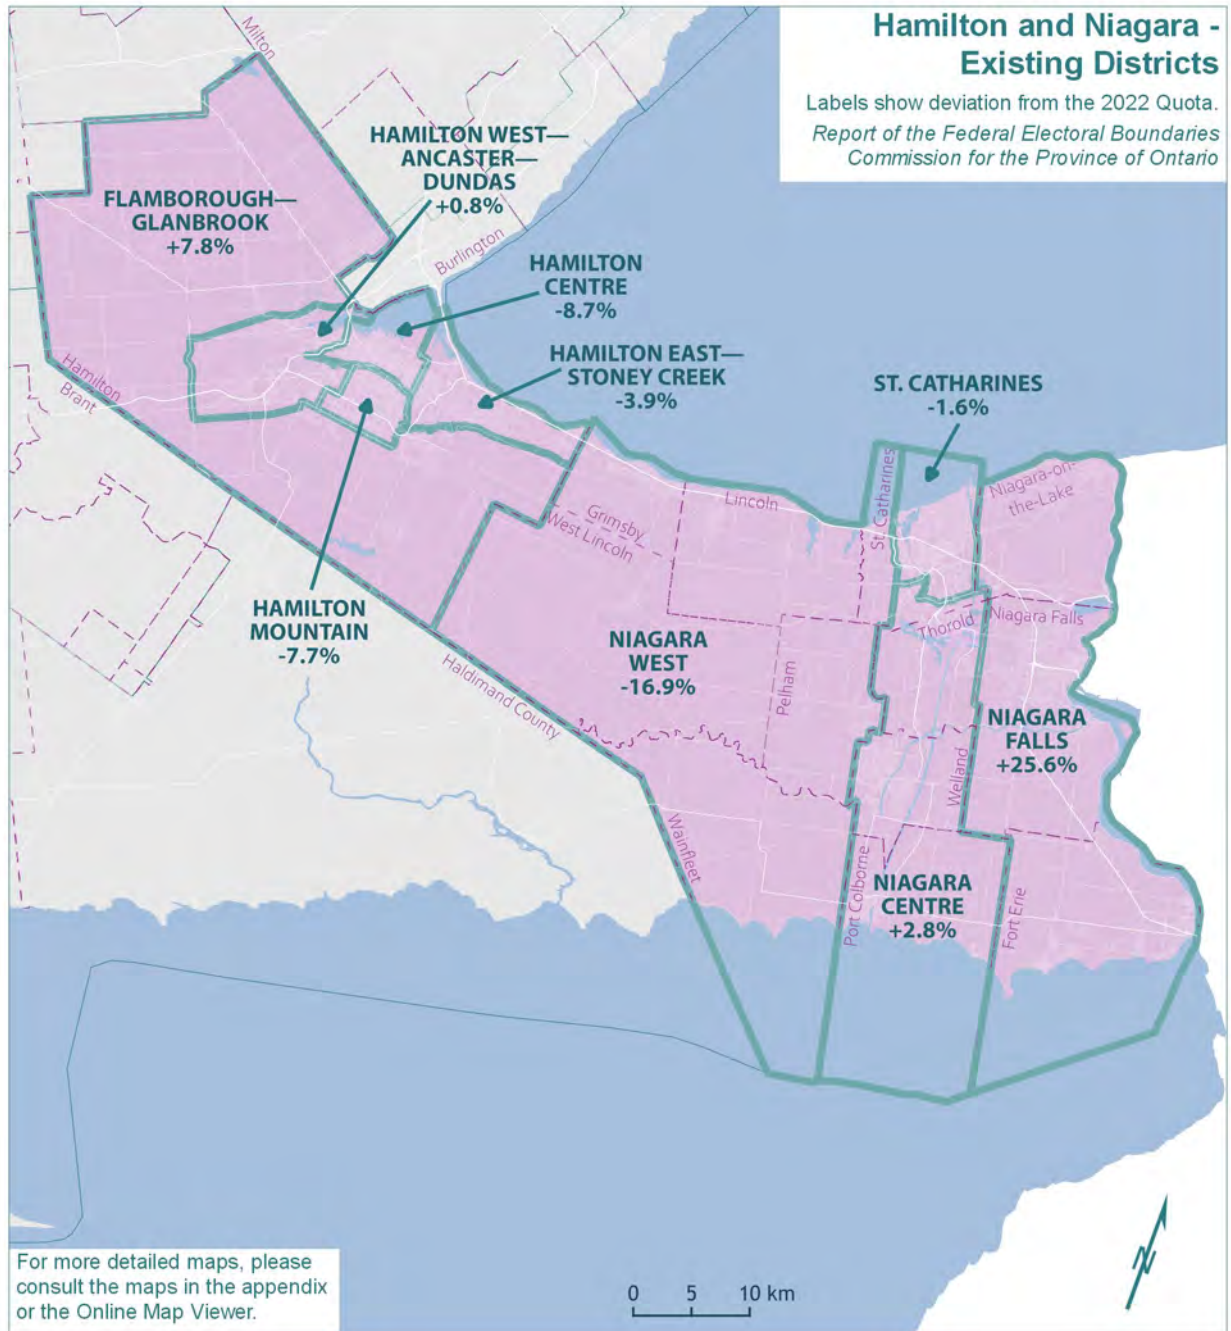 Hamilton and Niagara -
Existing Districts
Labels show deviation from the 2022 Quota.
Report of the Federal Electoral Boundaries
Commission for the Province of Ontario
Milton
HAMILTON WEST—
ANCASTER—
DUNDAS
+0.8%
FLAMBOROUGH—
GLANBROOK
+7.8%
Burlington
HAMILTON
CENTRE
-8.7%
HAMILTON EAST—
STONEY CREEK
-3.9%
Hamilton
Brant
ST. CATHARINES
-1.6%
St. Catharines
Niagara-on-
the-Lake
Lincoln
Grimsby
West Lincoln
HAMILTON
MOUNTAIN
-7.7%
Thorold
Niagara Falls
NIAGARA
WEST
-16.9%
Pelham
Haldimand County
NIAGARA
FALLS
+25.6%
Welland
Wainfleet
Port Colborne
NIAGARA
CENTRE
+2.8%
Fort Erie
For more detailed maps, please
consult the maps in the appendix
or the Online Map Viewer.
0 5 10 km
N